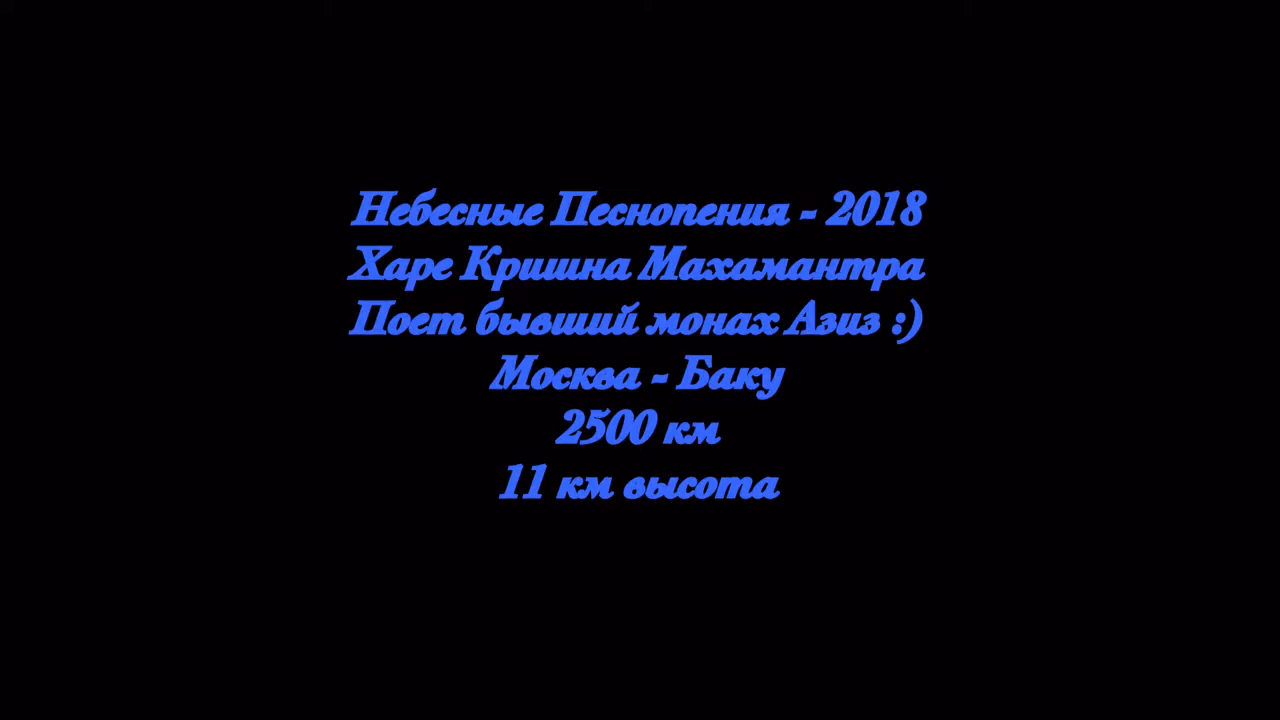 Небесные Песнопения - 2018
Харе Кришна Махамантра
Поет бывший монах Азиз :)
Москва - Баку
2500 км
11 км высота